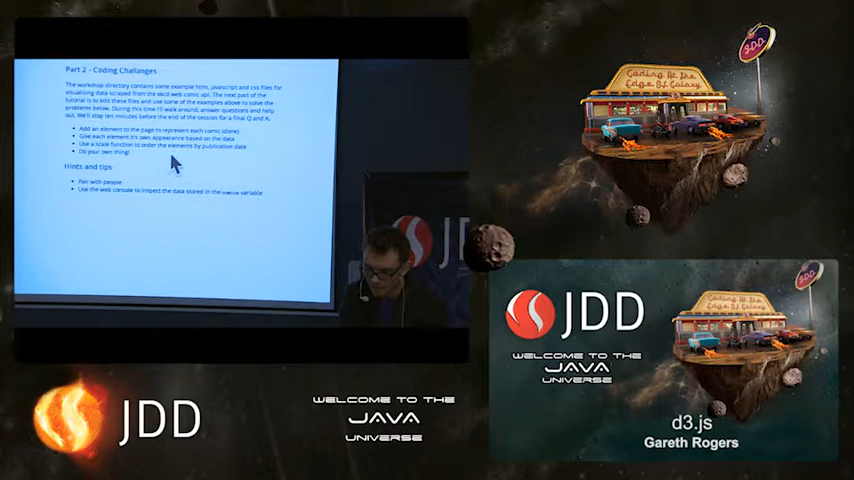 Part 2 - Coding Challanges
The workshop directory contains some example html, javascript and css files for
visualising data scraped from the xkcd web comic api. The next part of the
tutorial is to edit these files and use some of the examples above to solve the
problems below. During this time I'll walk around, answer questions and help
out. We'll stop ten minutes before the end of the session for a final Q and A.
Add an element to the page to represent each comic (done)
Give each element it's own appearance based on the data
Use a scale function to order the elements by publication date
Do your own thing!
Hints and tips
Pair with people
Use the web console to inspect the data stored in the variable
JD
JDD
WELCOME TO THE
JAVA
UNIVERSE
Coding At The
Edge Of Galaxy
JDD
JDD
WELCOME TO THE
JAVA
UNIVERSE
d3.js
Gareth Rogers